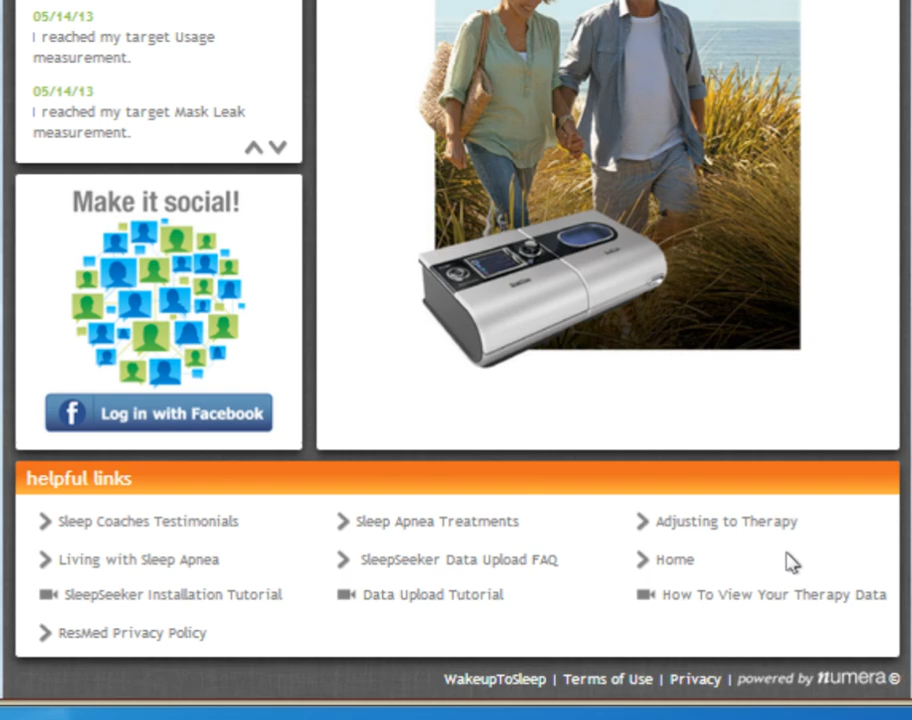 05/14/13
I reached my target Usage
measurement.
05/14/13
I reached my target Mask Leak
measurement.
Make it social!
f Log in with Facebook
helpful links
Sleep Coaches Testimonials
Sleep Apnea Treatments
Adjusting to Therapy
Living with Sleep Apnea
SleepSeeker Data Upload FAQ
Home
SleepSeeker Installation Tutorial
Data Upload Tutorial
How To View Your Therapy Data
ResMed Privacy Policy
WakeupToSleep | Terms of Use | Privacy | powered by numera ©